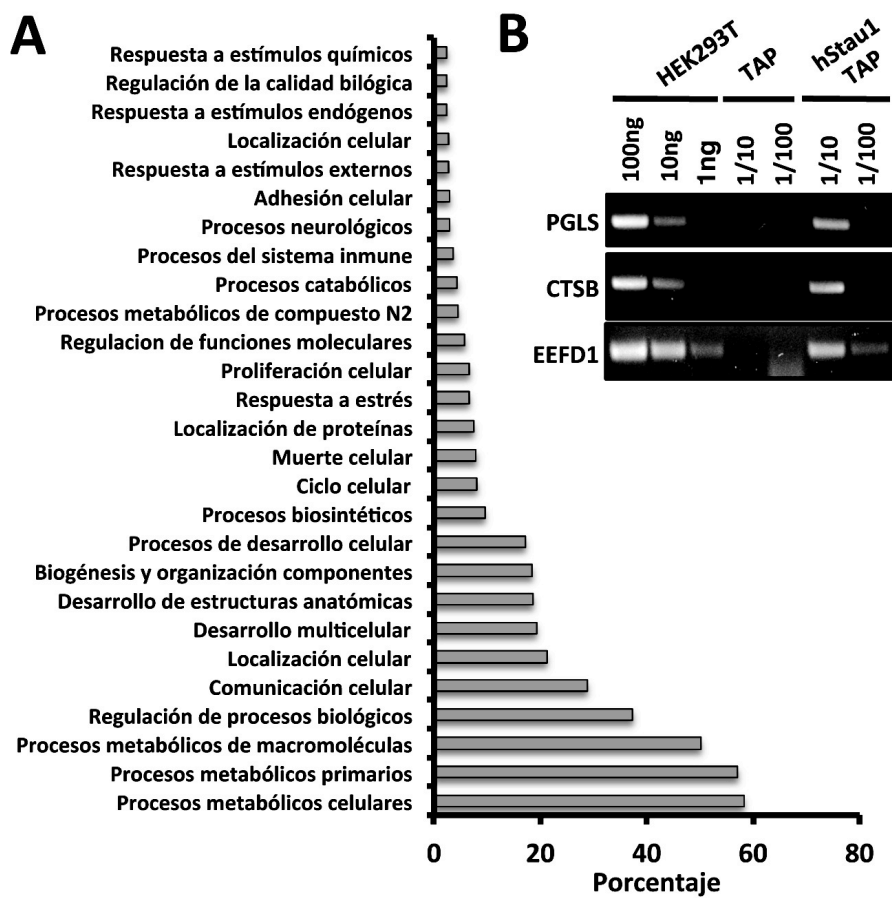 A
Respuesta a estímulos químicos
Regulación de la calidad bilógica
Respuesta a estímulos endógenos
Localización celular
Respuesta a estímulos externos
Adhesión celular
Procesos neurológicos
Procesos del sistema inmune
Procesos catabólicos
Procesos metabólicos de compuesto N2
Regulacion de funciones moleculares
Proliferación celular
Respuesta a estrés
Localización de proteínas
Muerte celular
Ciclo celular
Procesos biosintéticos
Procesos de desarrollo celular
Biogénesis y organización componentes
Desarrollo de estructuras anatómicas
Desarrollo multicelular
Localización celular
Comunicación celular
Regulación de procesos biológicos
Procesos metabólicos de macromoléculas
Procesos metabólicos primarios
Procesos metabólicos celulares
0 20 40 60 80
Porcentaje
B
HEK293T
TAP
hStau1
TAP
100ng
10ng
1ng
1/10
1/100
1/10
1/100
PGLS
CTSB
EEFD1